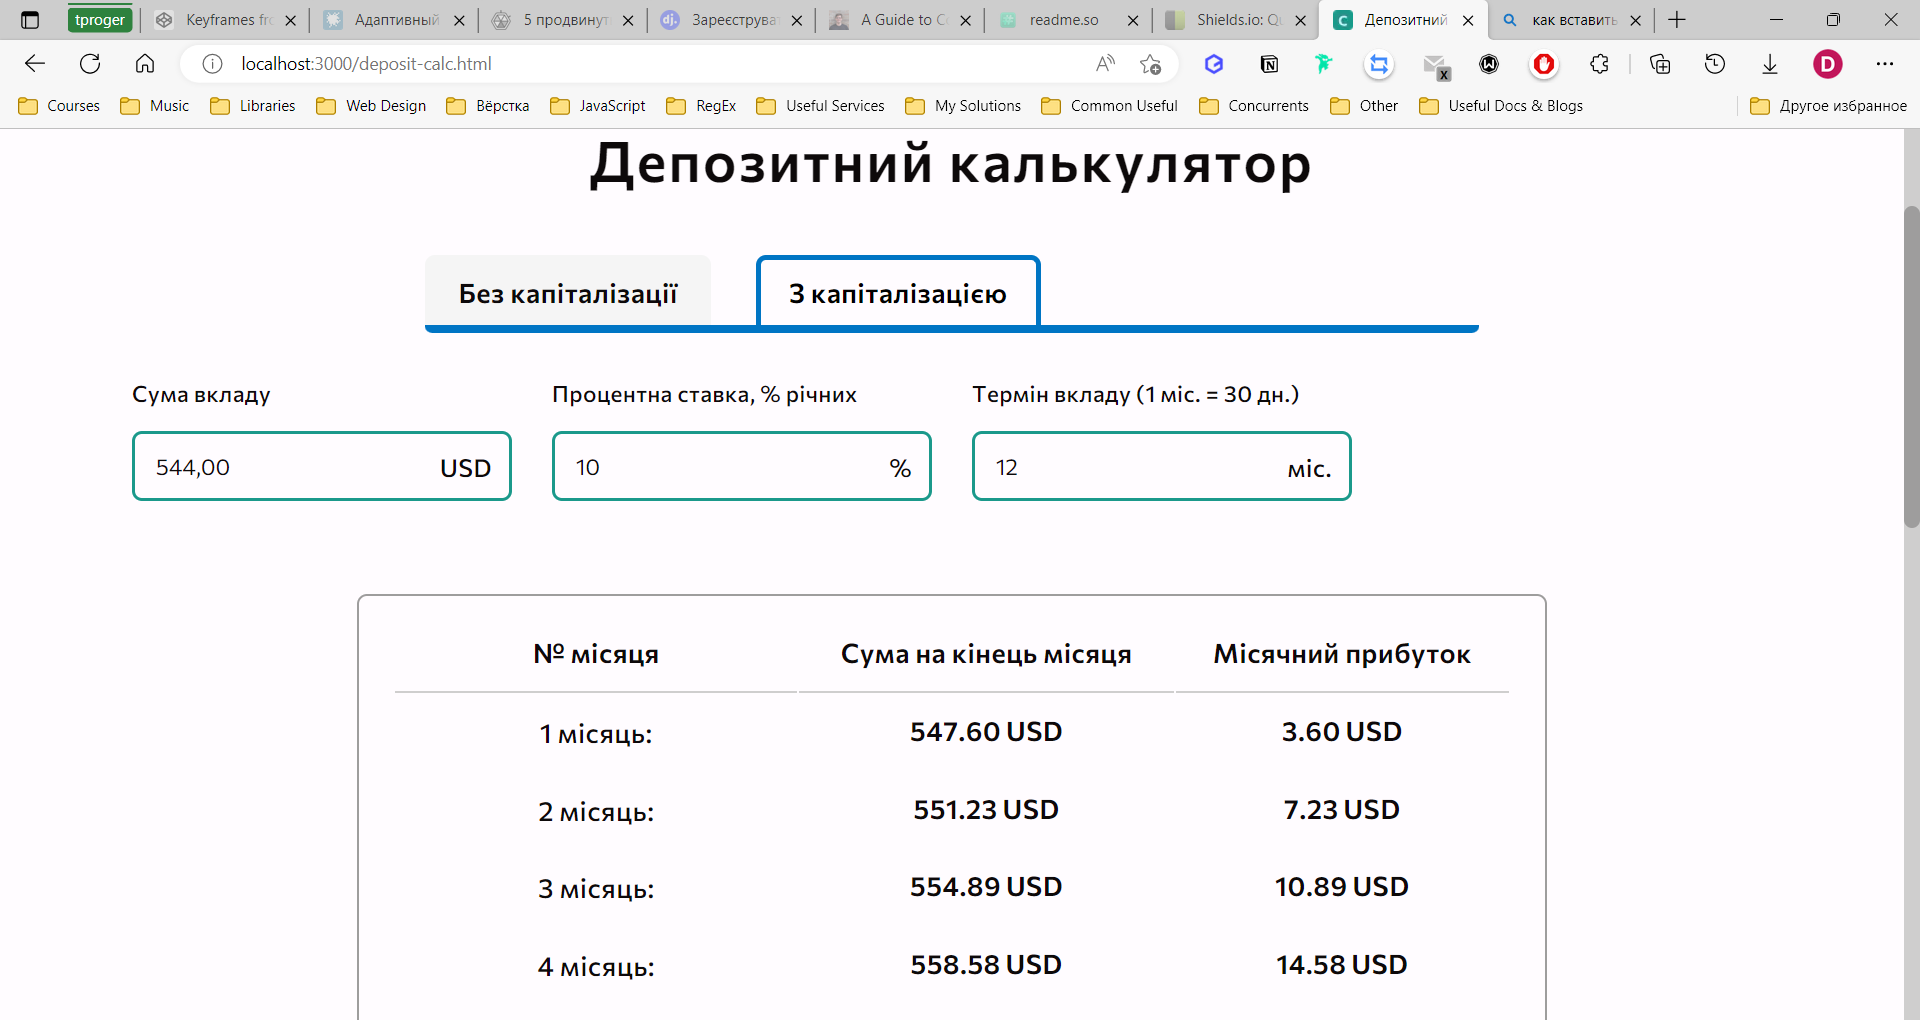 tproger
Keyframes fr
Адаптивный
5 продвинут
Зареєструва
A Guide to C
readme.so
Shields.io: Qu
Депозитний
как вставить
localhost:3000/deposit-calc.html
Courses
Music
Libraries
Web Design
Вёрстка
JavaScript
RegEx
Useful Services
My Solutions
Common Useful
Concurrents
Other
Useful Docs & Blogs
Другое избранное
Депозитний калькулятор
Без капіталізації
З капіталізацією
Сума вкладу
Процентна ставка, % річних
Термін вкладу (1 міс. = 30 дн.)
544,00 USD
10 %
12 міс.
№ місяця Сума на кінець місяця Місячний прибуток
1 місяць: 547.60 USD 3.60 USD
2 місяць: 551.23 USD 7.23 USD
3 місяць: 554.89 USD 10.89 USD
4 місяць: 558.58 USD 14.58 USD